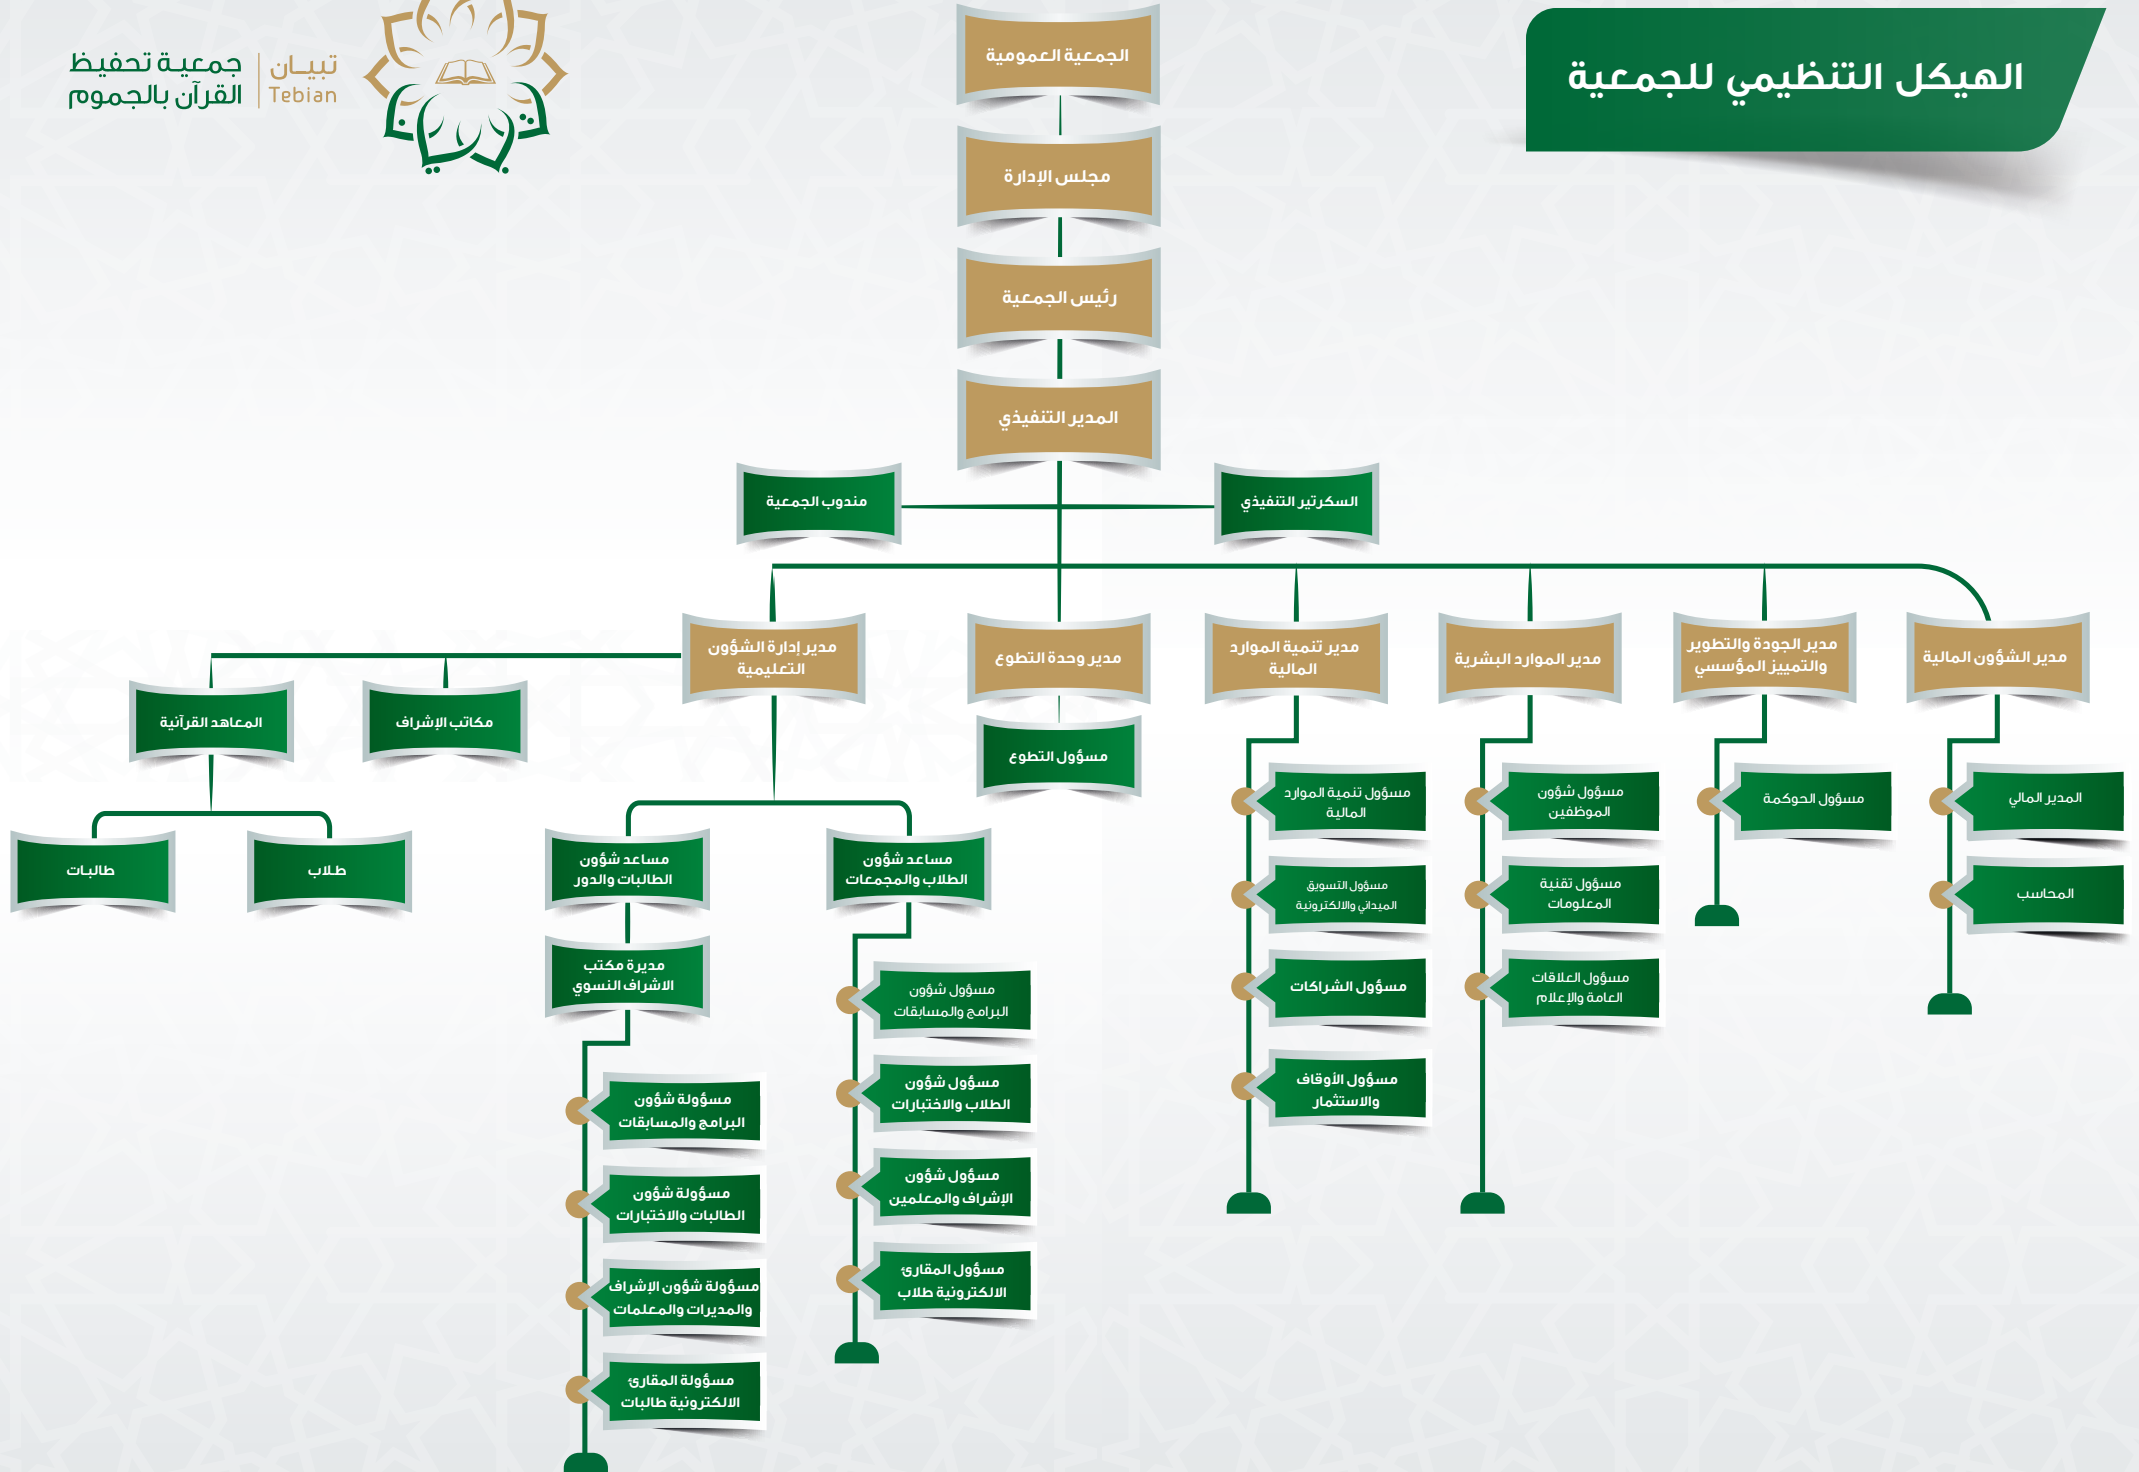 الهيكل التنظيمي للجمعية
تبيـان
Tebian
جمعيـة تحفيـظ
القرآن بالجموم
الجمعية العمومية
مجلس الإدارة
رئيس الجمعية
المدير التنفيذي
السكرتير التنفيذي
مندوب الجمعية
مدير الشؤون المالية
مدير الجودة والتطوير
والتمييز المؤسسي
مدير الموارد البشرية
مدير تنمية الموارد
المالية
مدير وحدة التطوع
مدير إدارة الشؤون
التعليمية
المدير المالي
المحاسب
مسؤول الحوكمة
مسؤول شؤون
الموظفين
مسؤول تقنية
المعلومات
مسؤول العلاقات
العامة والإعلام
مسؤول تنمية الموارد
المالية
مسؤول التسويق
الميداني والالكترونية
مسؤول الشراكات
مسؤول الأوقاف
والاستثمار
مسؤول التطوع
مكاتب الإشراف
المعاهد القرآنية
طـلاب
طالبـات
مساعد شؤون
الطلاب والمجمعات
مسؤول شؤون
البرامج والمسابقات
مسؤول شؤون
الطلاب والاختبارات
مسؤول شؤون
الإشراف والمعلمين
مسؤول المقارئ
الالكترونية طلاب
مساعد شؤون
الطالبات والدور
مديرة مكتب
الاشراف النسوي
مسؤولة شؤون
البرامج والمسابقات
مسؤولة شؤون
الطالبات والاختبارات
مسؤولة شؤون الإشراف
والمديرات والمعلمات
مسؤولة المقارئ
الالكترونية طالبات